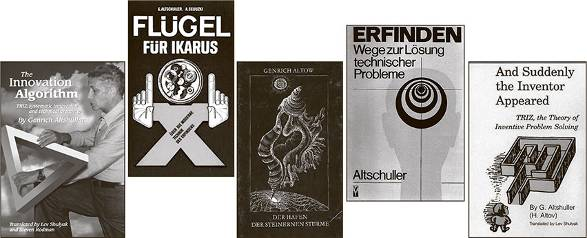 The
Innovation
Algorithm
TRIZ, systematic innovation
and technical creativity
by Genrich Altshuller
Translated by Lev Shulyak
and Steven Rodman
G. ALTSCHULLER, A. SELJUZKI
FLÜGEL
FÜR IKARUS
GENRICH ALTOW
DER HAFEN
DER STEINERNEN STÜRME
ERFINDEN
Wege zur Lösung
technischer
Probleme
Altschuller
And Suddenly
the Inventor
Appeared
TRIZ, the Theory of
Inventive Problem Solving
By G. Altshuller
(H. Altov)
Translated by Lev Shulyak